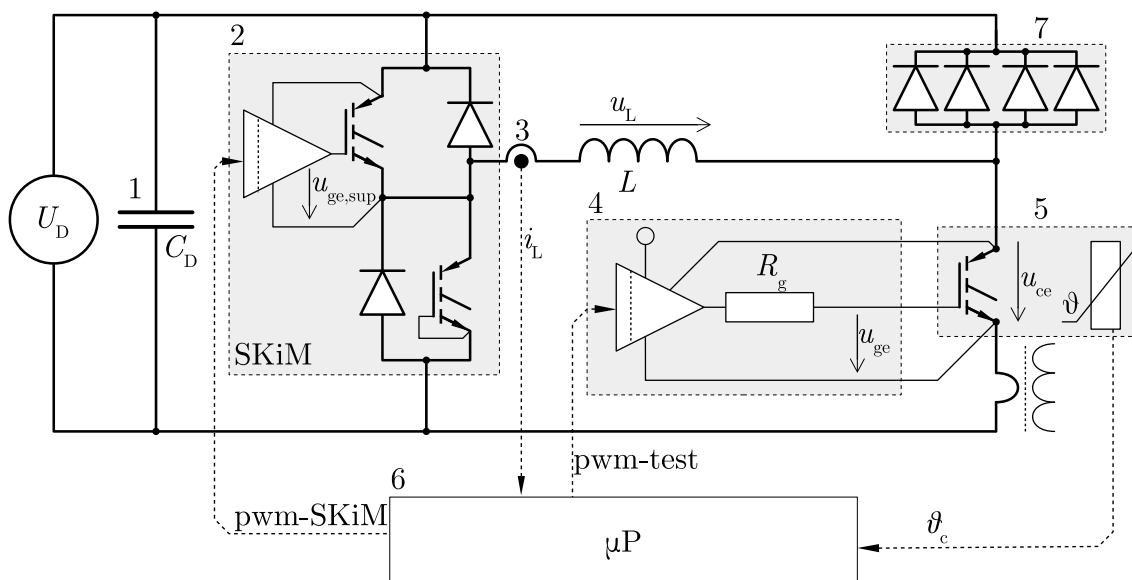 2
7
u_L
3
1
L
u_ge,sup
4
5
U_D
C_D
i_L
R_g
u_ce
ϑ
u_ge
SKiM
pwm-test
6
pwm-SKiM
µP
ϑ_c